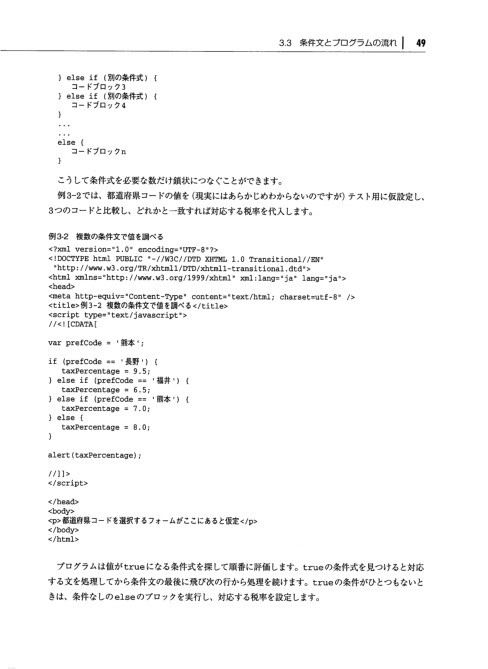 3.3 条件文とプログラムの流れ | 49
} else if (別の条件式) {
コードブロック3
} else if (別の条件式) {
コードブロック4
}
...
...
else {
コードブロックn
}
こうして条件式を必要な数だけ鎖状につなぐことができます。
例3-2では、都道府県コードの値を(現実にはあらかじめわからないのですが)テスト用に仮設定し、
3つのコードと比較し、どれかと一致すれば対応する税率を代入します。
例3-2 複数の条件文で値を調べる
<?xml version="1.0" encoding="UTF-8"?>
<!DOCTYPE html PUBLIC "-//W3C//DTD XHTML 1.0 Transitional//EN"
"http://www.w3.org/TR/xhtml1/DTD/xhtml1-transitional.dtd">
<html xmlns="http://www.w3.org/1999/xhtml" xml:lang="ja" lang="ja">
<head>
<meta http-equiv="Content-Type" content="text/html; charset=utf-8" />
<title>例3-2 複数の条件文で値を調べる</title>
<script type="text/javascript">
//<![CDATA[
var prefCode = '熊本';
if (prefCode == '長野') {
taxPercentage = 9.5;
} else if (prefCode == '福井') {
taxPercentage = 6.5;
} else if (prefCode == '熊本') {
taxPercentage = 7.0;
} else {
taxPercentage = 8.0;
}
alert(taxPercentage);
//]]>
</script>
</head>
<body>
<p>都道府県コードを選択するフォームがここにあると仮定</p>
</body>
</html>
プログラムは値がtrueになる条件式を探して順番に評価します。trueの条件式を見つけると対応
する文を処理してから条件文の最後に飛び次の行から処理を続けます。trueの条件がひとつもないと
きは、条件なしのelseのブロックを実行し、対応する税率を設定します。